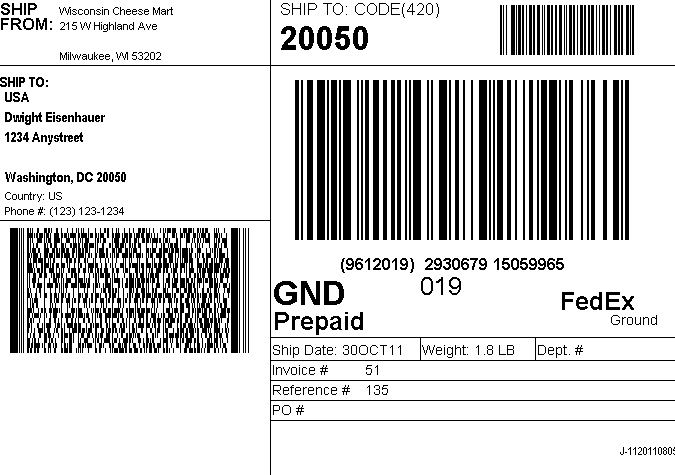 SHIP FROM:
Wisconsin Cheese Mart
215 W Highland Ave
Milwaukee, WI 53202
SHIP TO: CODE(420)
20050
SHIP TO:
USA
Dwight Eisenhauer
1234 Anystreet
Washington, DC 20050
Country: US
Phone #: (123) 123-1234
(9612019) 2930679 15059965
019
GND
Prepaid
FedEx
Ground
Ship Date: 30OCT11 Weight: 1.8 LB Dept. #
Invoice # 51
Reference # 135
PO #
J-1120110805